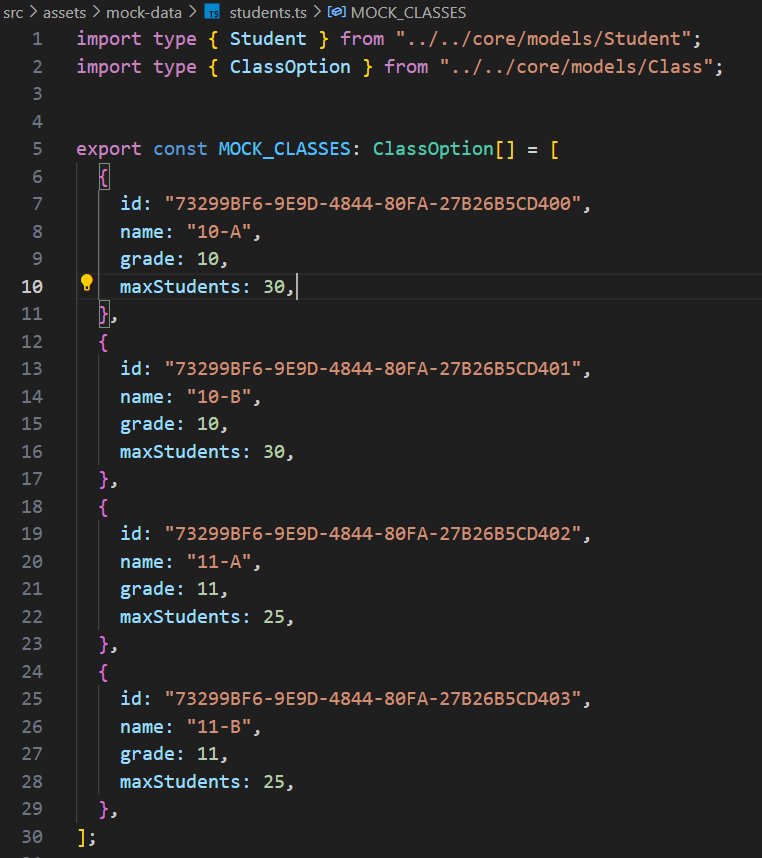 src > assets > mock-data > TS students.ts > MOCK_CLASSES
1 import type { Student } from "../../core/models/Student";
2 import type { ClassOption } from "../../core/models/Class";
3
4
5 export const MOCK_CLASSES: ClassOption[] = [
6 {
7 id: "73299BF6-9E9D-4844-80FA-27B26B5CD400",
8 name: "10-A",
9 grade: 10,
10 maxStudents: 30,
11 },
12 {
13 id: "73299BF6-9E9D-4844-80FA-27B26B5CD401",
14 name: "10-B",
15 grade: 10,
16 maxStudents: 30,
17 },
18 {
19 id: "73299BF6-9E9D-4844-80FA-27B26B5CD402",
20 name: "11-A",
21 grade: 11,
22 maxStudents: 25,
23 },
24 {
25 id: "73299BF6-9E9D-4844-80FA-27B26B5CD403",
26 name: "11-B",
27 grade: 11,
28 maxStudents: 25,
29 },
30 ];